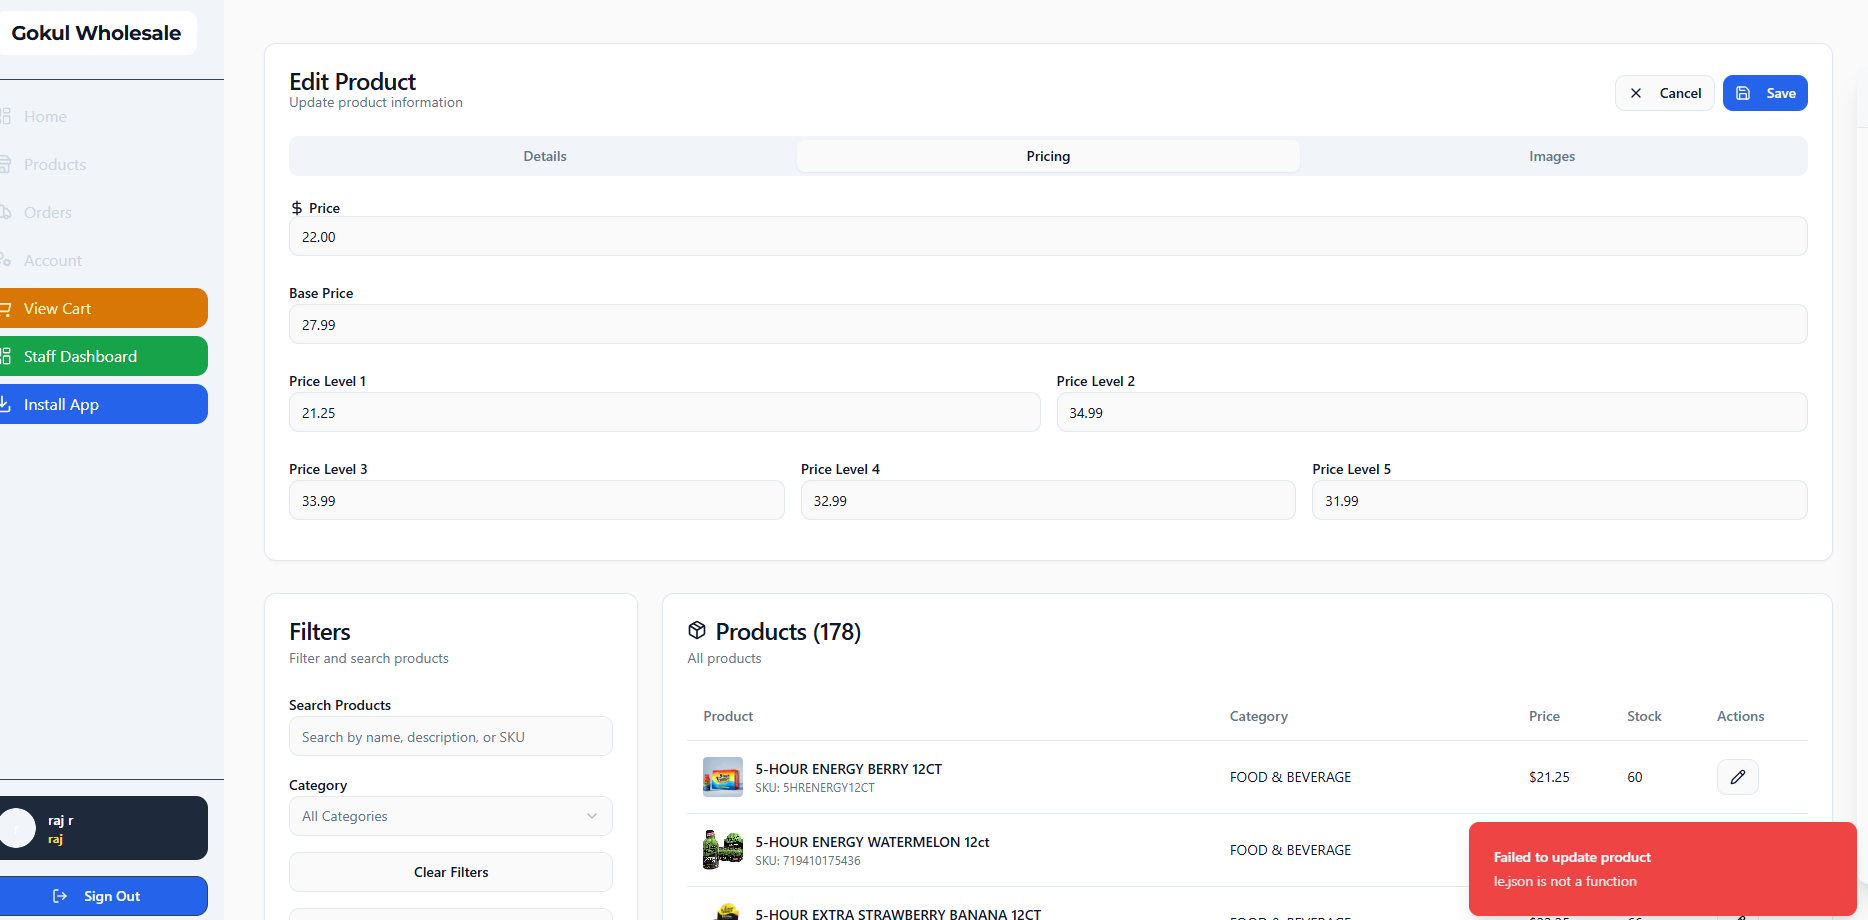 Gokul Wholesale
Home
Products
Orders
Account
View Cart
Staff Dashboard
Install App
raj r
raj
Sign Out
Edit Product
Update product information
Cancel
Save
Details
Pricing
Images
$ Price
22.00
Base Price
27.99
Price Level 1
21.25
Price Level 2
34.99
Price Level 3
33.99
Price Level 4
32.99
Price Level 5
31.99
Filters
Filter and search products
Search Products
Search by name, description, or SKU
Category
All Categories
Clear Filters
Products (178)
All products
Product Category Price Stock Actions
5-HOUR ENERGY BERRY 12CT
SKU: 5HRENERGY12CT
FOOD & BEVERAGE
$21.25
60
5-HOUR ENERGY WATERMELON 12ct
SKU: 719410175436
FOOD & BEVERAGE
5-HOUR EXTRA STRAWBERRY BANANA 12CT
Failed to update product
le.json is not a function